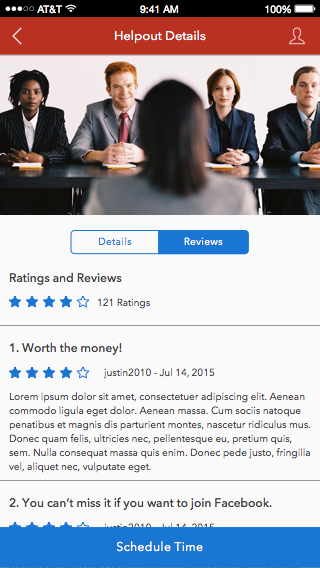 AT&T 9:41 AM 100%
Helpout Details
Details Reviews
Ratings and Reviews
121 Ratings
1. Worth the money!
justin2010 - Jul 14, 2015
Lorem ipsum dolor sit amet, consectetuer adipiscing elit. Aenean
commodo ligula eget dolor. Aenean massa. Cum sociis natoque
penatibus et magnis dis parturient montes, nascetur ridiculus mus.
Donec quam felis, ultricies nec, pellentesque eu, pretium quis,
sem. Nulla consequat massa quis enim. Donec pede justo, fringilla
vel, aliquet nec, vulputate eget.
2. You can't miss it if you want to join Facebook.
justin2010 - Jul 14, 2015
Schedule Time